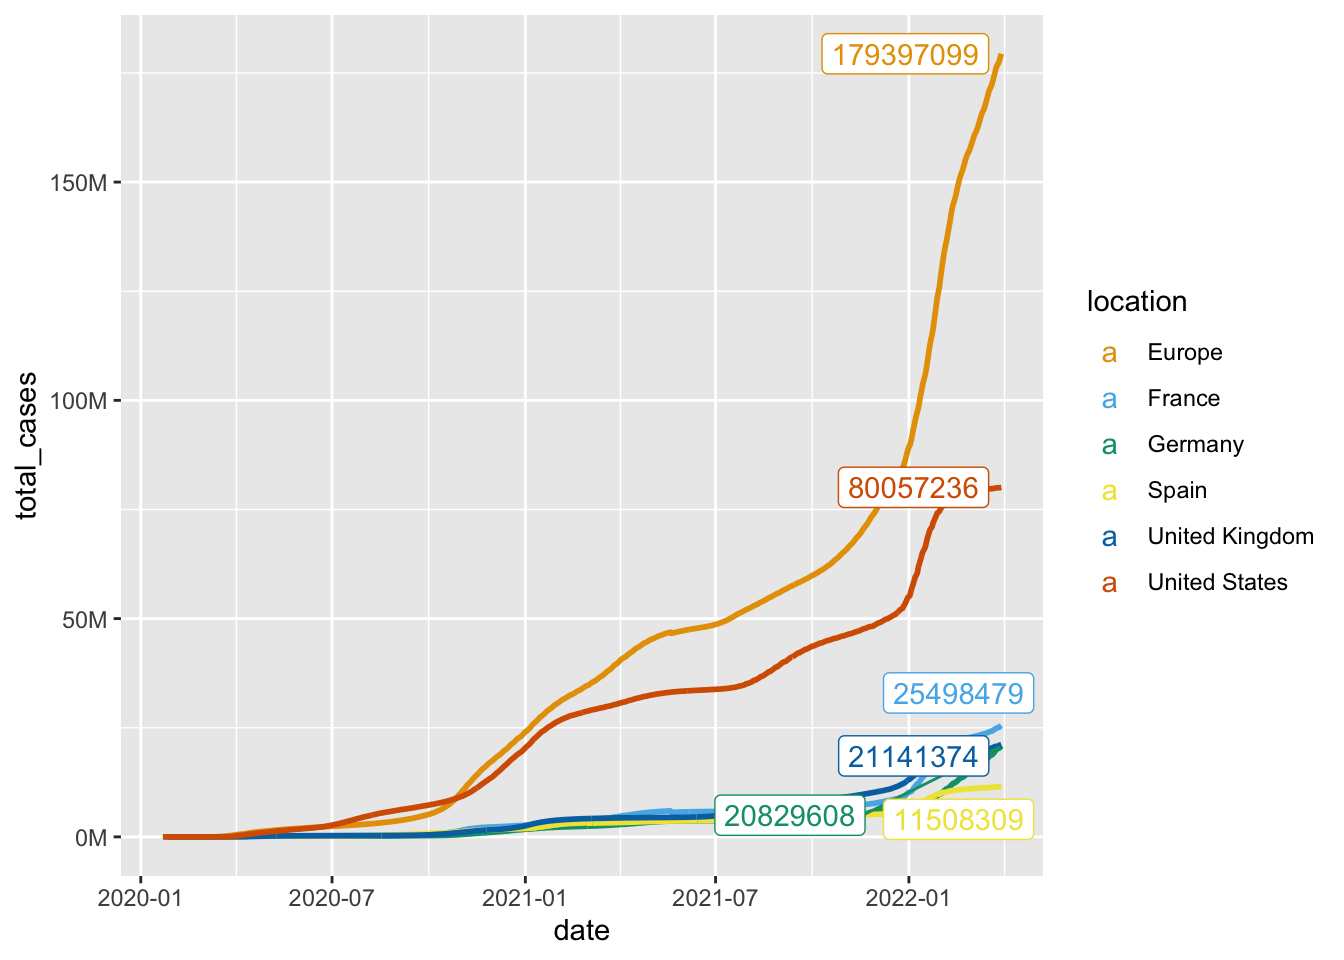 179397099
150M
100M
50M
0M
80057236
25498479
21141374
20829608
11508309
total_cases
2020-01
2020-07
2021-01
2021-07
2022-01
date
location
a Europe
a France
a Germany
a Spain
a United Kingdom
a United States